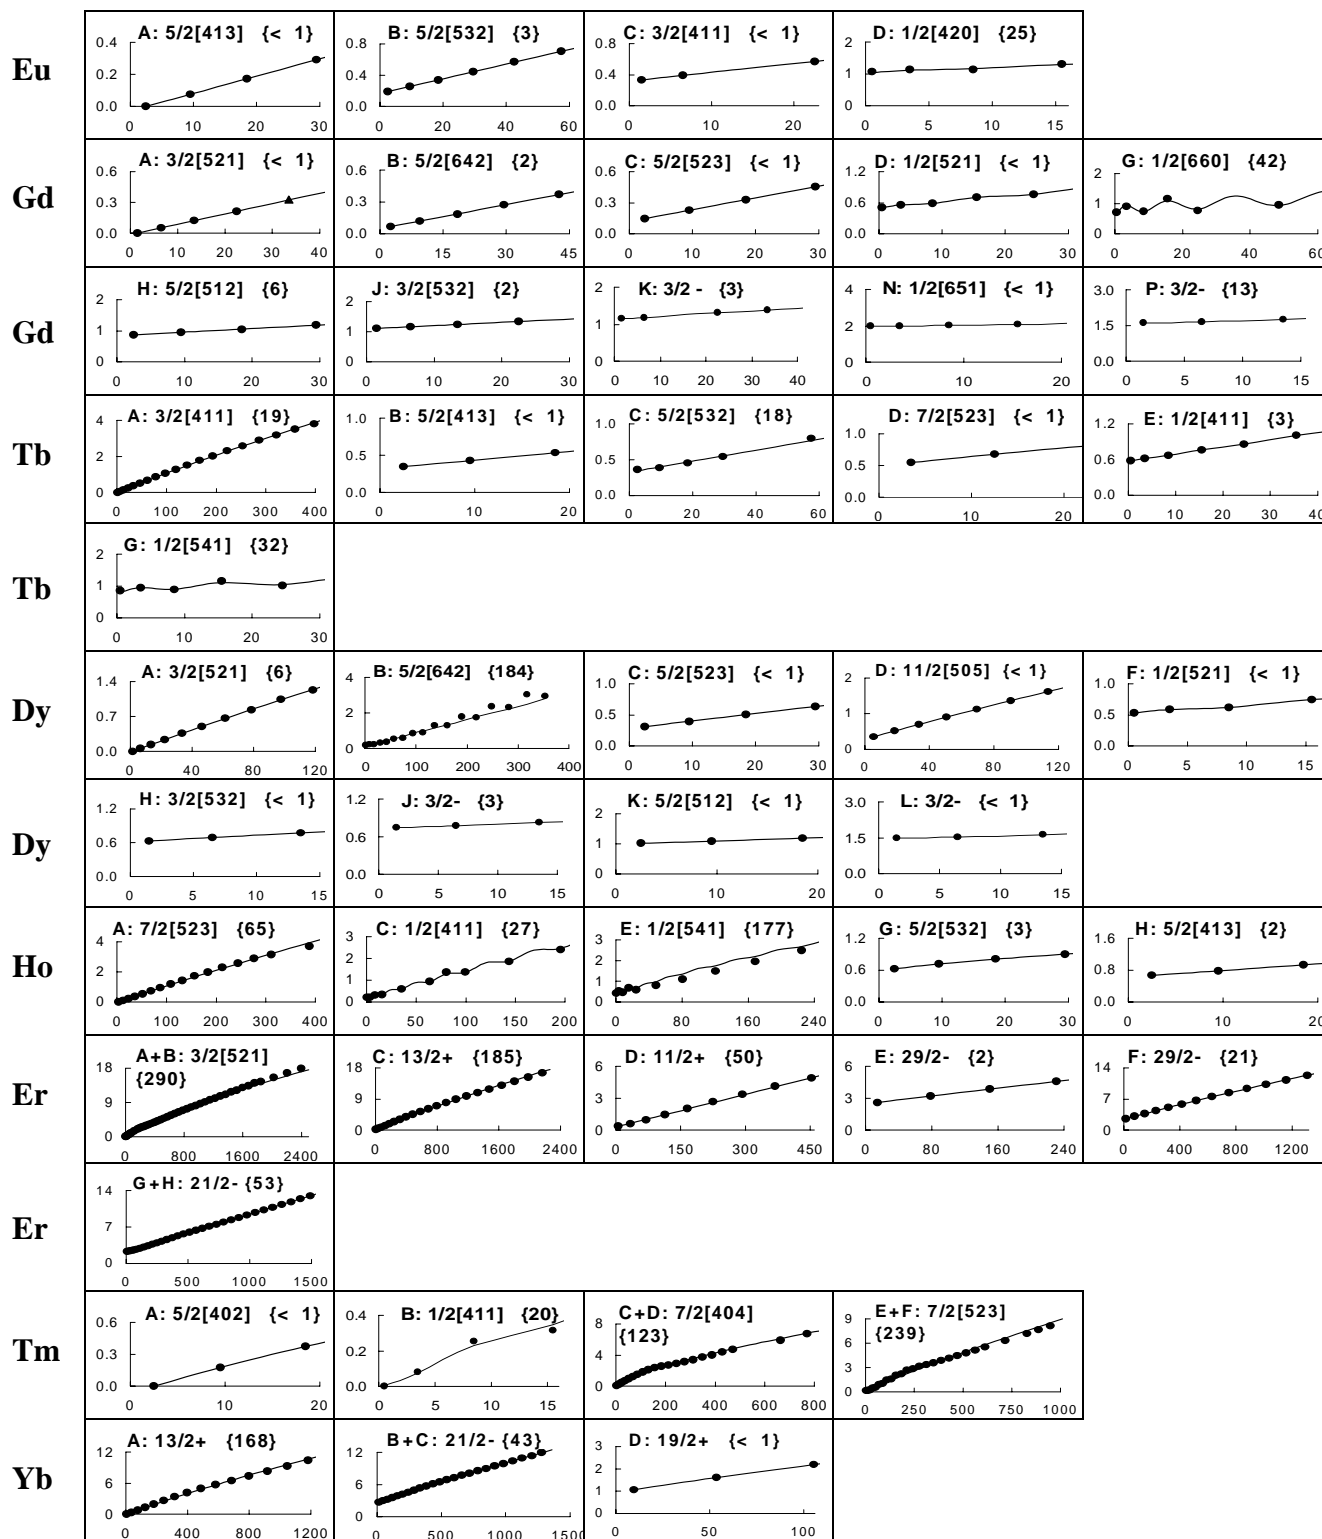 Eu
A: 5/2[413] {< 1}
0.4
0.2
0.0
0 10 20 30
B: 5/2[532] {3}
0.8
0.4
0.0
0 20 40 60
C: 3/2[411] {< 1}
0.8
0.4
0.0
0 10 20
D: 1/2[420] {25}
2
1
0
0 5 10 15
Gd
A: 3/2[521] {< 1}
0.6
0.3
0.0
0 10 20 30 40
B: 5/2[642] {2}
0.6
0.3
0.0
0 15 30 45
C: 5/2[523] {< 1}
0.6
0.3
0.0
0 10 20 30
D: 1/2[521] {< 1}
1.2
0.6
0.0
0 10 20 30
G: 1/2[660] {42}
2
1
0
0 20 40 60
Gd
H: 5/2[512] {6}
2
1
0
0 10 20 30
J: 3/2[532] {2}
2
1
0
0 10 20 30
K: 3/2 - {3}
2
1
0
0 10 20 30 40
N: 1/2[651] {< 1}
4
2
0
0 10 20
P: 3/2- {13}
3.0
1.5
0.0
0 5 10 15
Tb
A: 3/2[411] {19}
4
2
0
0 100 200 300 400
B: 5/2[413] {< 1}
1.0
0.5
0.0
0 10 20
C: 5/2[532] {18}
1.0
0.5
0.0
0 20 40 60
D: 7/2[523] {< 1}
1.0
0.5
0.0
0 10 20
E: 1/2[411] {3}
1.2
0.6
0.0
0 10 20 30 40
Tb
G: 1/2[541] {32}
2
1
0
0 10 20 30
Dy
A: 3/2[521] {6}
1.4
0.7
0.0
0 40 80 120
B: 5/2[642] {184}
4
2
0
0 100 200 300 400
C: 5/2[523] {< 1}
1.0
0.5
0.0
0 10 20 30
D: 11/2[505] {< 1}
2
1
0
0 40 80 120
F: 1/2[521] {< 1}
1.0
0.5
0.0
0 5 10 15
Dy
H: 3/2[532] {< 1}
1.2
0.6
0.0
0 5 10 15
J: 3/2- {3}
1.2
0.6
0.0
0 5 10 15
K: 5/2[512] {< 1}
2
1
0
0 10 20
L: 3/2- {< 1}
3.0
1.5
0.0
0 5 10 15
Ho
A: 7/2[523] {65}
4
2
0
0 100 200 300 400
C: 1/2[411] {27}
3
2
1
0
0 50 100 150 200
E: 1/2[541] {177}
3
2
1
0
0 80 160 240
G: 5/2[532] {3}
1.2
0.6
0.0
0 10 20 30
H: 5/2[413] {2}
1.6
0.8
0.0
0 10 20
Er
A+B: 3/2[521]
{290}
18
9
0
0 800 1600 2400
C: 13/2+ {185}
18
9
0
0 800 1600 2400
D: 11/2+ {50}
6
3
0
0 150 300 450
E: 29/2- {2}
6
3
0
0 80 160 240
F: 29/2- {21}
14
7
0
0 400 800 1200
Er
G+H: 21/2- {53}
14
7
0
0 500 1000 1500
Tm
A: 5/2[402] {< 1}
0.6
0.3
0.0
0 10 20
B: 1/2[411] {20}
0.4
0.2
0.0
0 5 10 15
C+D: 7/2[404]
{123}
8
4
0
0 200 400 600 800
E+F: 7/2[523]
{239}
9
6
3
0
0 250 500 750 1000
Yb
A: 13/2+ {168}
12
6
0
0 400 800 1200
B+C: 21/2- {43}
12
6
0
0 500 1000 1500
D: 19/2+ {< 1}
3
2
1
0
0 50 100